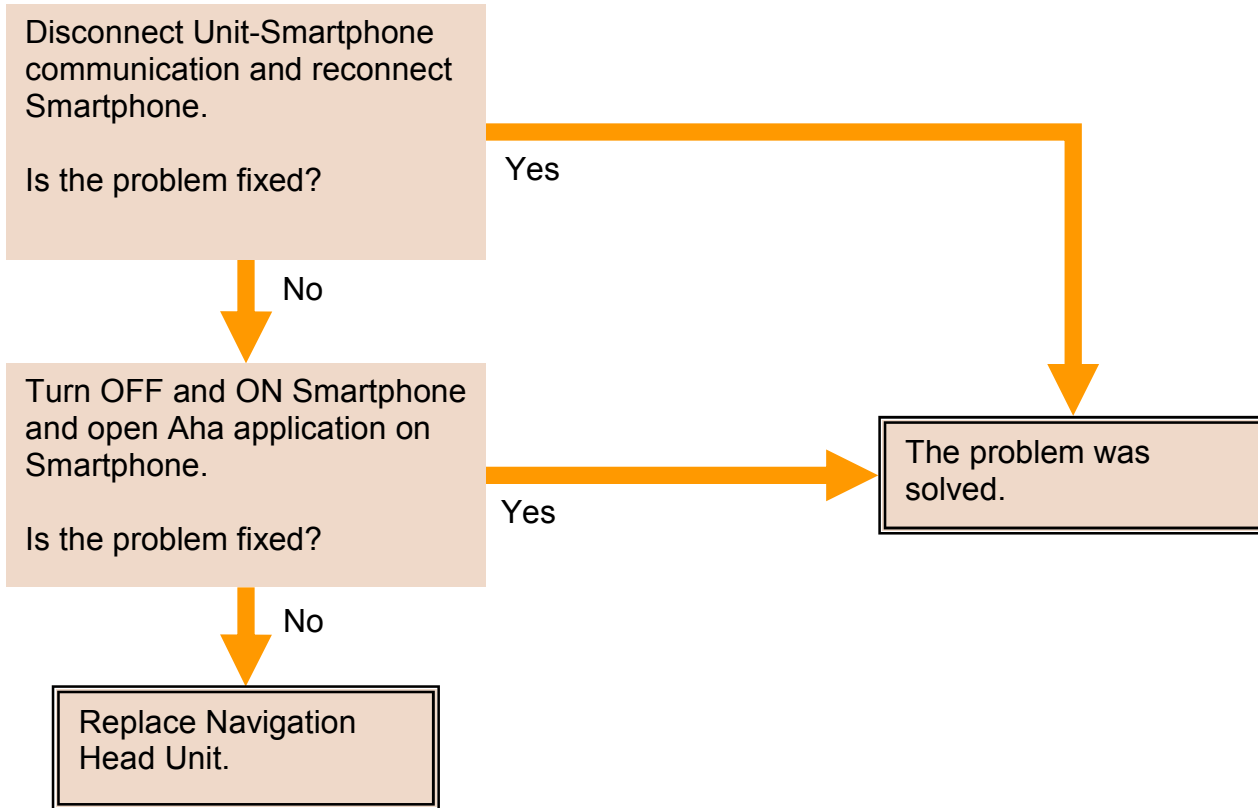 Disconnect Unit-Smartphone
communication and reconnect
Smartphone.
Is the problem fixed?
Yes
No
Turn OFF and ON Smartphone
and open Aha application on
Smartphone.
Is the problem fixed?
Yes
The problem was
solved.
No
Replace Navigation
Head Unit.